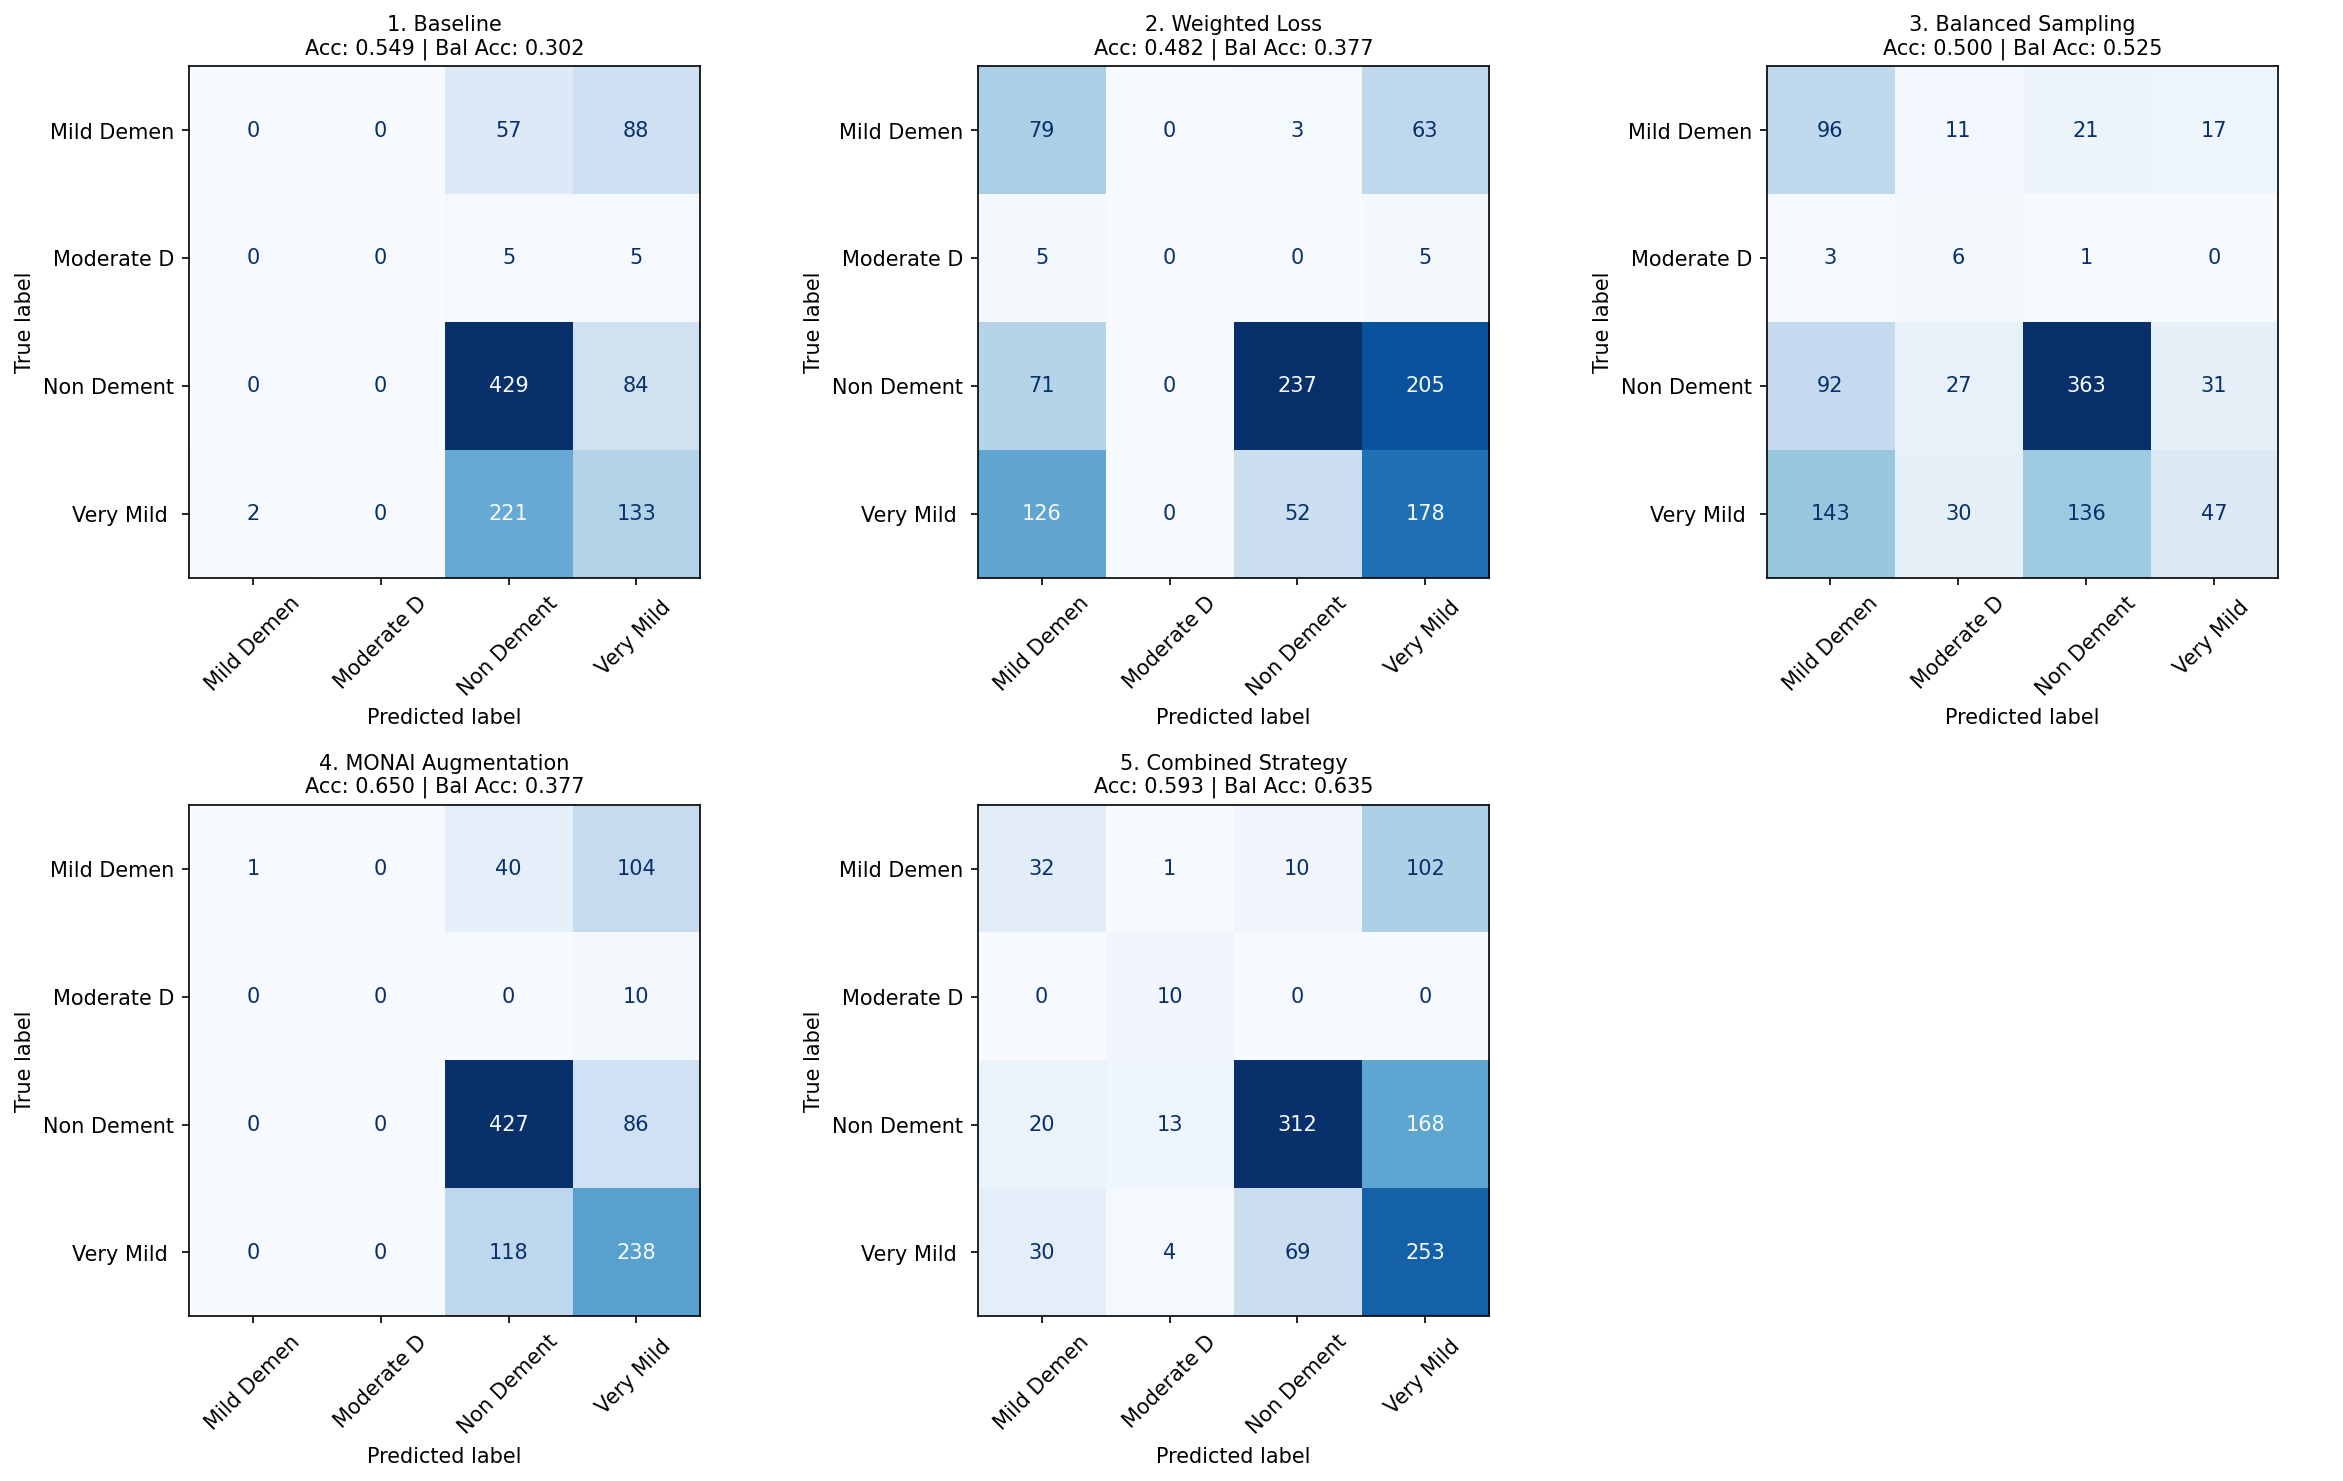 1. Baseline
Acc: 0.549 | Bal Acc: 0.302
True label
Mild Demen 0 0 57 88
Moderate D 0 0 5 5
Non Dement 0 0 429 84
Very Mild 2 0 221 133
Mild Demen Moderate D Non Dement Very Mild
Predicted label
2. Weighted Loss
Acc: 0.482 | Bal Acc: 0.377
True label
Mild Demen 79 0 3 63
Moderate D 5 0 0 5
Non Dement 71 0 237 205
Very Mild 126 0 52 178
Mild Demen Moderate D Non Dement Very Mild
Predicted label
3. Balanced Sampling
Acc: 0.500 | Bal Acc: 0.525
True label
Mild Demen 96 11 21 17
Moderate D 3 6 1 0
Non Dement 92 27 363 31
Very Mild 143 30 136 47
Mild Demen Moderate D Non Dement Very Mild
Predicted label
4. MONAI Augmentation
Acc: 0.650 | Bal Acc: 0.377
True label
Mild Demen 1 0 40 104
Moderate D 0 0 0 10
Non Dement 0 0 427 86
Very Mild 0 0 118 238
Mild Demen Moderate D Non Dement Very Mild
Predicted label
5. Combined Strategy
Acc: 0.593 | Bal Acc: 0.635
True label
Mild Demen 32 1 10 102
Moderate D 0 10 0 0
Non Dement 20 13 312 168
Very Mild 30 4 69 253
Mild Demen Moderate D Non Dement Very Mild
Predicted label